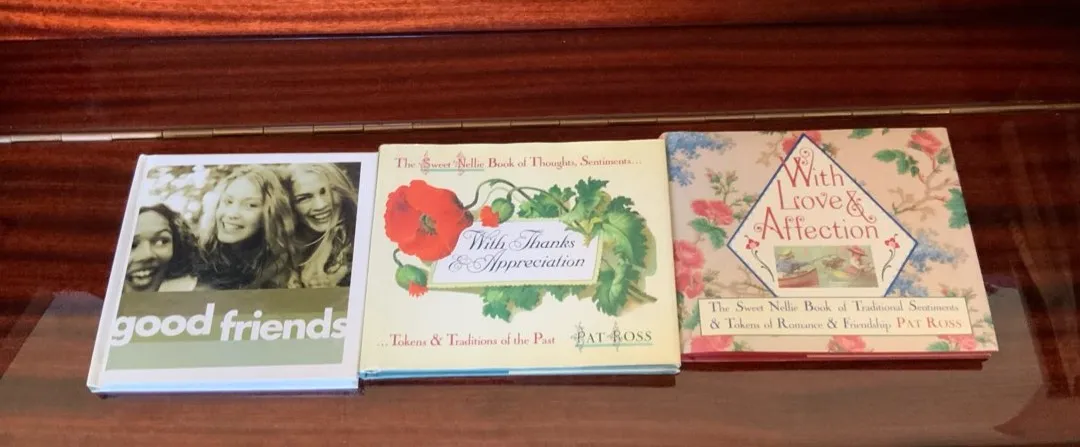 good friends
The Sweet Nellie Book of Thoughts, Sentiments...
With Thanks
& Appreciation
...Tokens & Traditions of the Past PAT ROSS
With
Love &
Affection
The Sweet Nellie Book of Traditional Sentiments
& Tokens of Romance & Friendship PAT ROSS